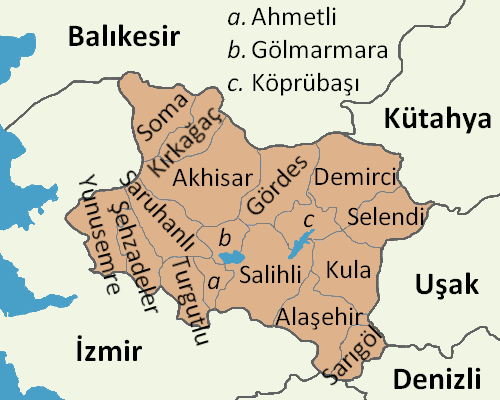 a. Ahmetli
b. Gölmarmara
c. Köprübaşı
Balıkesir
Kütahya
Soma
Kırkağaç
Akhisar
Gördes
Demirci
Selendi
Yunusemre
Şehzadeler
Saruhanlı
b
c
Turgutlu
a
Salihli
Kula
Alaşehir
Sarıgöl
Uşak
İzmir
Denizli